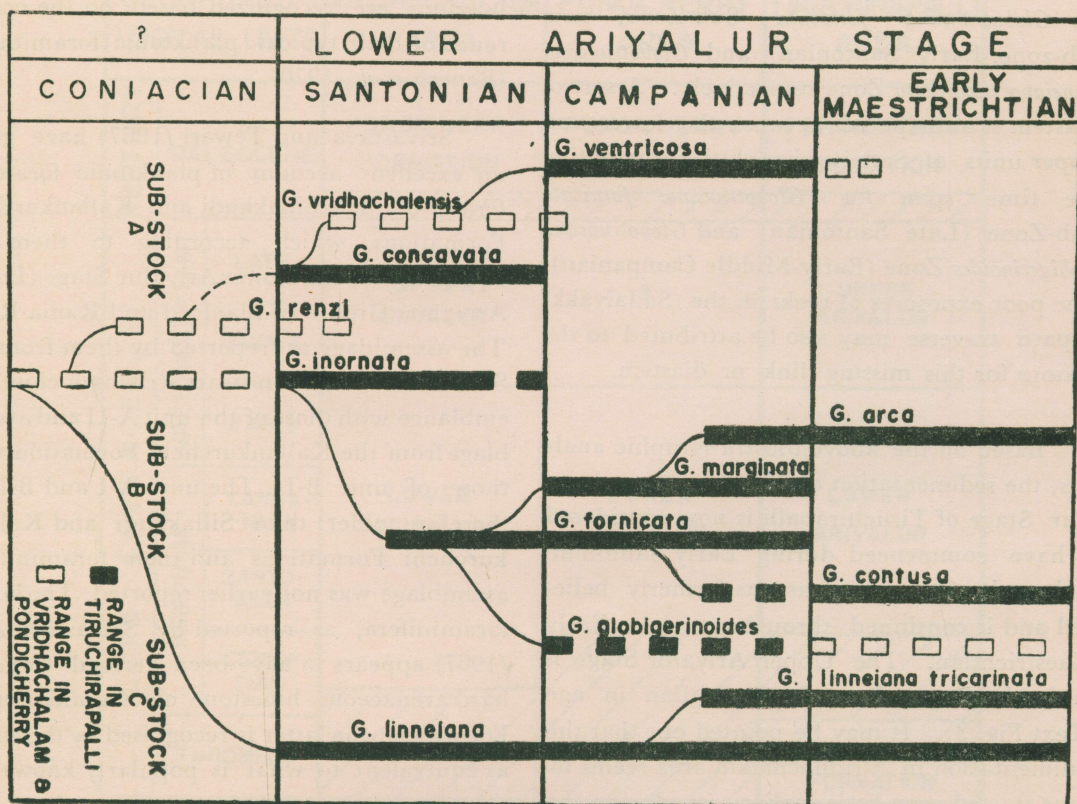 ?
LOWER ARIYALUR STAGE
CONIACIAN
SANTONIAN
CAMPANIAN
EARLY
MAESTRICHTIAN
SUB-STOCK
A
SUB-STOCK
B
SUB-STOCK
C
G. ventricosa
G. vridhachalensis
G. concavata
G. renzi
G. inornata
G. arca
G. marginata
G. fornicata
G. contusa
G. globigerinoides
G. linneiana tricarinata
G. linneiana
RANGE IN
TIRUCHIRAPALLI
RANGE IN
VRIDHACHALAM &
PONDICHERRY